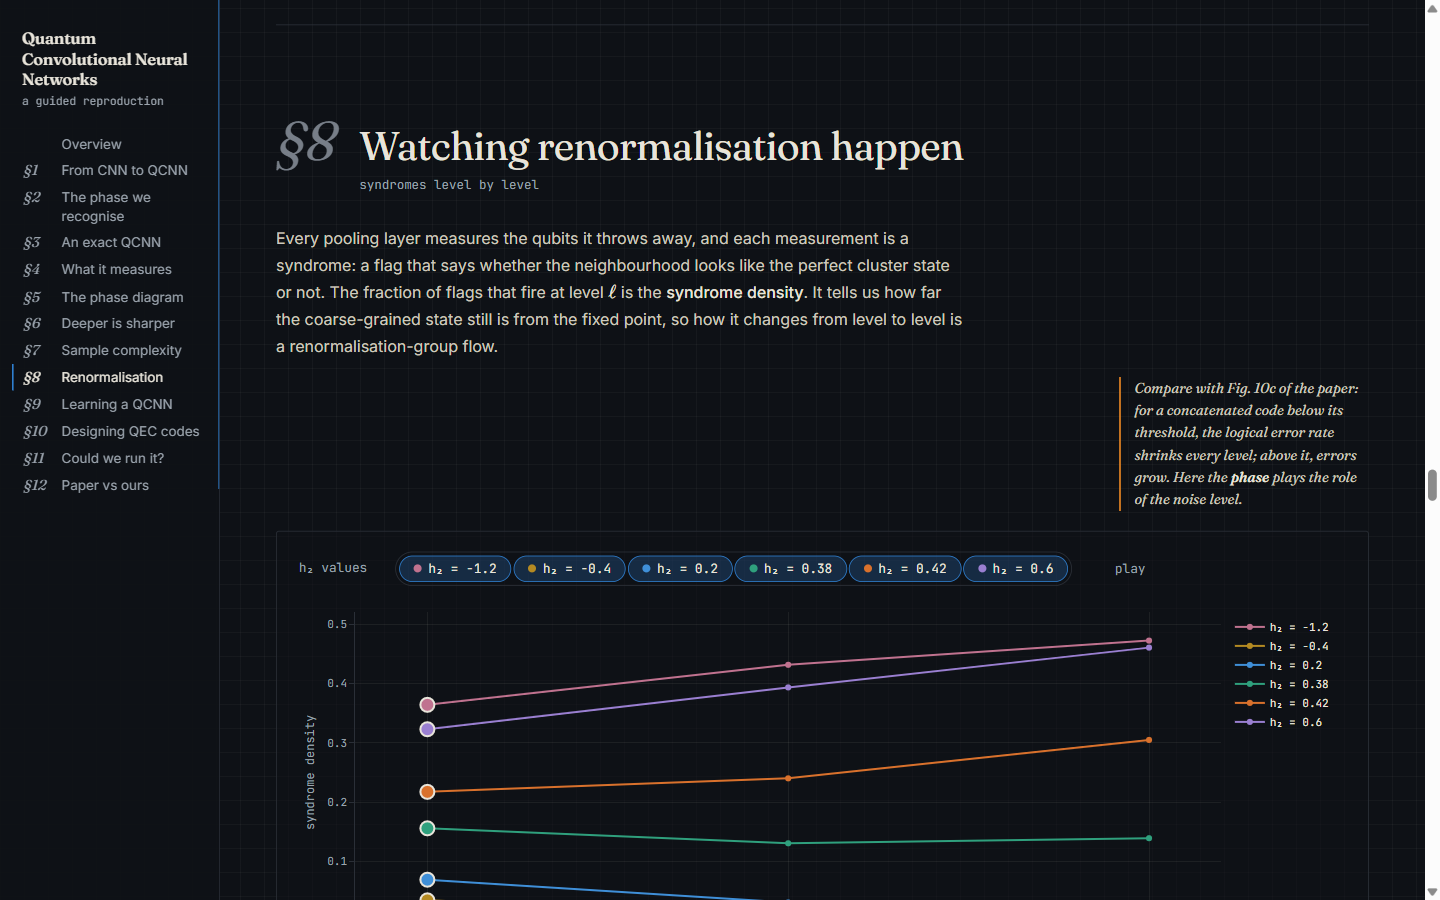 Quantum
Convolutional Neural
Networks
a guided reproduction
Overview
§1 From CNN to QCNN
§2 The phase we
recognise
§3 An exact QCNN
§4 What it measures
§5 The phase diagram
§6 Deeper is sharper
§7 Sample complexity
§8 Renormalisation
§9 Learning a QCNN
§10 Designing QEC codes
§11 Could we run it?
§12 Paper vs ours
§8 Watching renormalisation happen
syndromes level by level
Every pooling layer measures the qubits it throws away, and each measurement is a
syndrome: a flag that says whether the neighbourhood looks like the perfect cluster state
or not. The fraction of flags that fire at level ℓ is the syndrome density. It tells us how far
the coarse-grained state still is from the fixed point, so how it changes from level to level is
a renormalisation-group flow.
Compare with Fig. 10c of the paper:
for a concatenated code below its
threshold, the logical error rate
shrinks every level; above it, errors
grow. Here the phase plays the role
of the noise level.
h₂ values
h₂ = -1.2
h₂ = -0.4
h₂ = 0.2
h₂ = 0.38
h₂ = 0.42
h₂ = 0.6
play
0.5
0.4
0.3
0.2
0.1
syndrome density
h₂ = -1.2
h₂ = -0.4
h₂ = 0.2
h₂ = 0.38
h₂ = 0.42
h₂ = 0.6